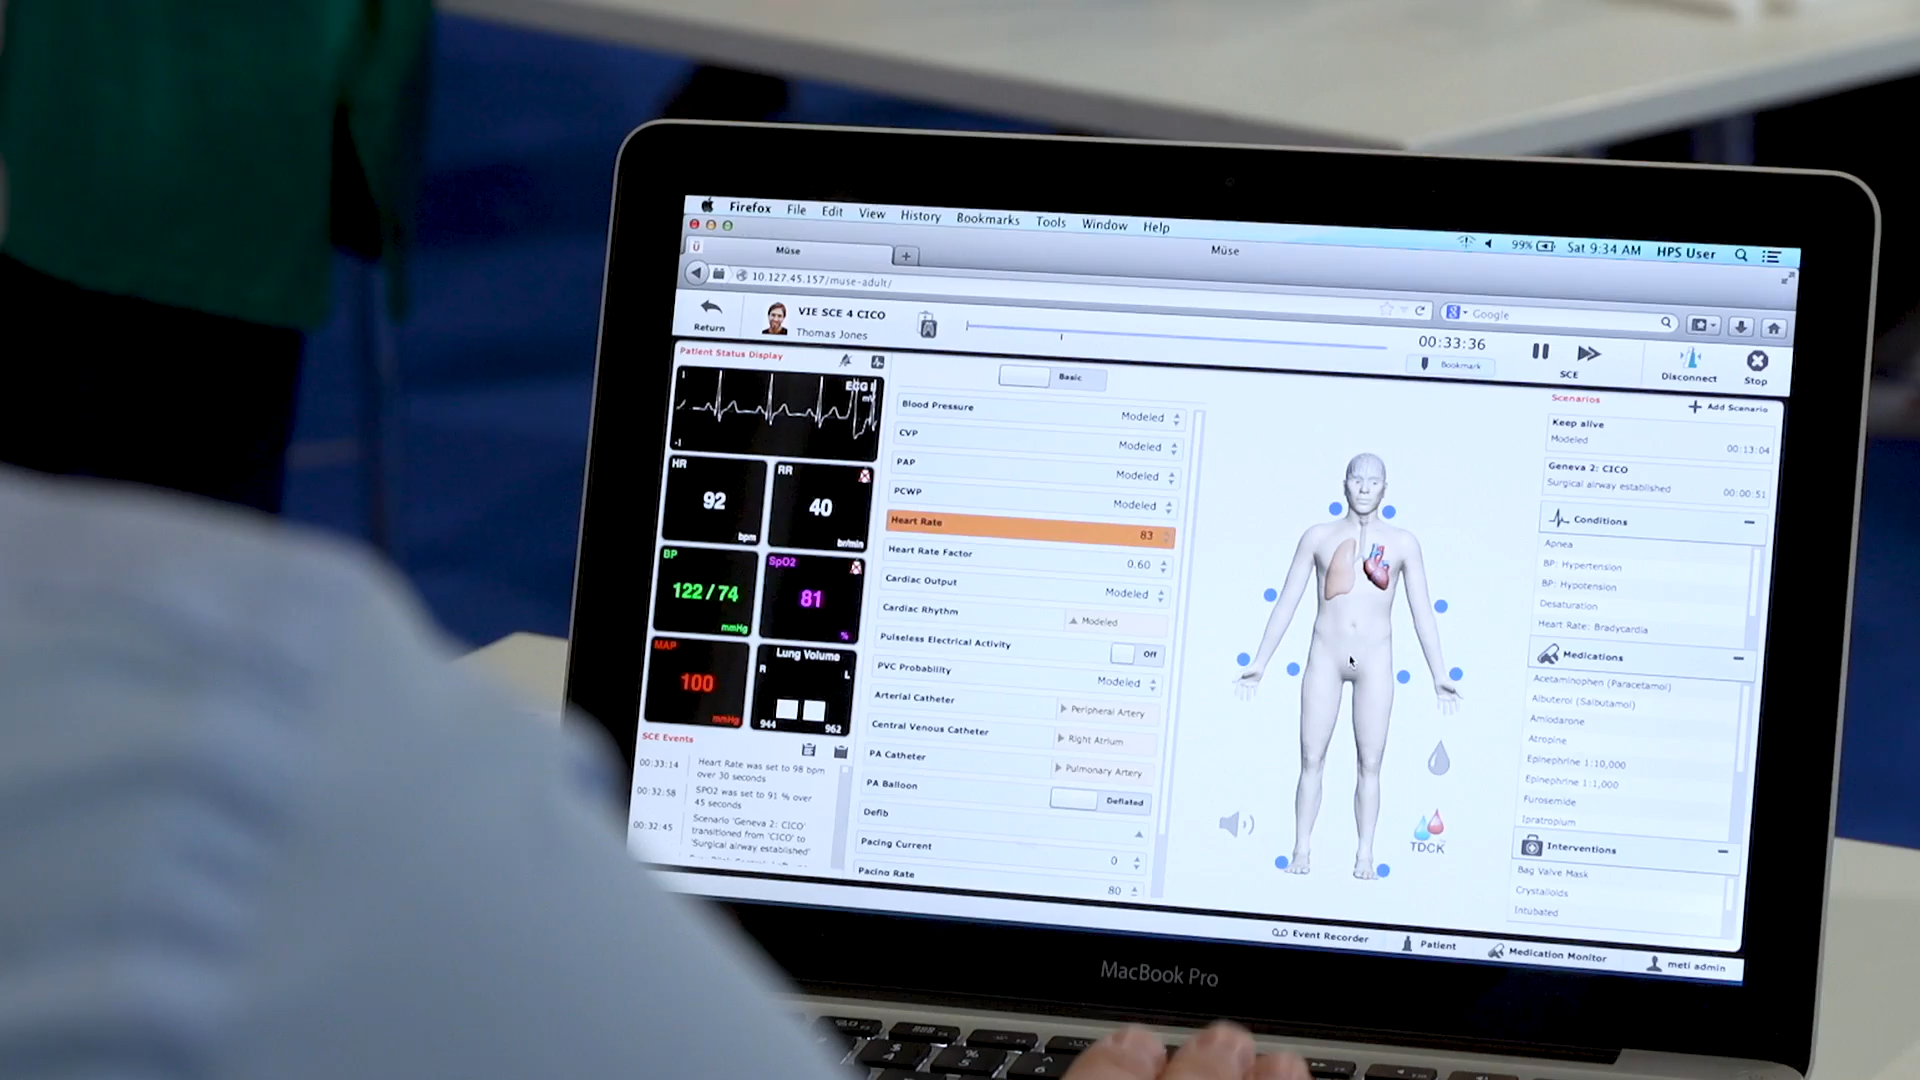 Firefox File Edit View History Bookmarks Tools Window Help
99% Sat 9:34 AM HPS User
Müse
Müse
10.127.45.157/muse-adult/
Google
Return
VIE SCE 4 CICO
Thomas Jones
00:33:36
Bookmark
SCE
Disconnect
Stop
Patient Status Display
ECG II
mV
1
-1
HR
92
bpm
RR
40
br/min
BP
122 / 74
mmHg
SpO2
81
%
MAP
100
mmHg
Lung Volume
R L
944 962
SCE Events
00:33:14 Heart Rate was set to 98 bpm
over 30 seconds
00:32:58 SPO2 was set to 91 % over
45 seconds
00:32:45 Scenario 'Geneva 2: CICO'
transitioned from 'CICO' to
'Surgical airway established'
Basic
Blood Pressure Modeled
CVP Modeled
PAP Modeled
PCWP Modeled
Heart Rate 83
Heart Rate Factor 0.60
Cardiac Output Modeled
Cardiac Rhythm Modeled
Pulseless Electrical Activity Off
PVC Probability Modeled
Arterial Catheter Peripheral Artery
Central Venous Catheter Right Atrium
PA Catheter Pulmonary Artery
PA Balloon Deflated
Defib
Pacing Current 0
Pacing Rate 80
TDCK
Scenarios
Add Scenario
Keep alive
Modeled 00:13:04
Geneva 2: CICO
Surgical airway established 00:00:51
Conditions
Apnea
BP: Hypertension
BP: Hypotension
Desaturation
Heart Rate: Bradycardia
Medications
Acetaminophen (Paracetamol)
Albuterol (Salbutamol)
Amiodarone
Atropine
Epinephrine 1:10,000
Epinephrine 1:1,000
Furosemide
Ipratropium
Interventions
Bag Valve Mask
Crystalloids
Intubated
Event Recorder
Patient
Medication Monitor
meti admin
MacBook Pro